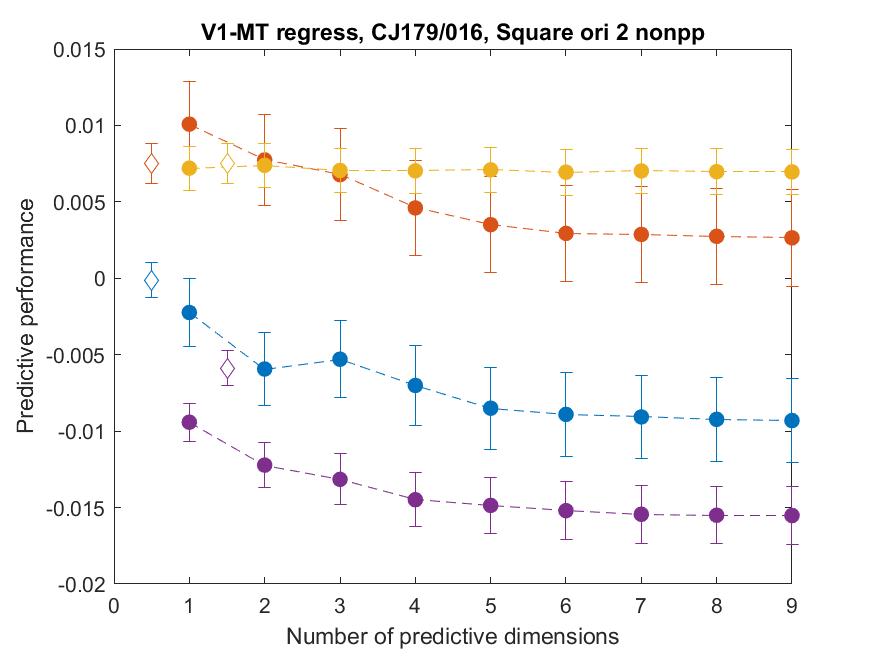 V1-MT regress, CJ179/016, Square ori 2 nonpp
0.015
0.01
0.005
0
-0.005
-0.01
-0.015
-0.02
Predictive performance
0 1 2 3 4 5 6 7 8 9
Number of predictive dimensions